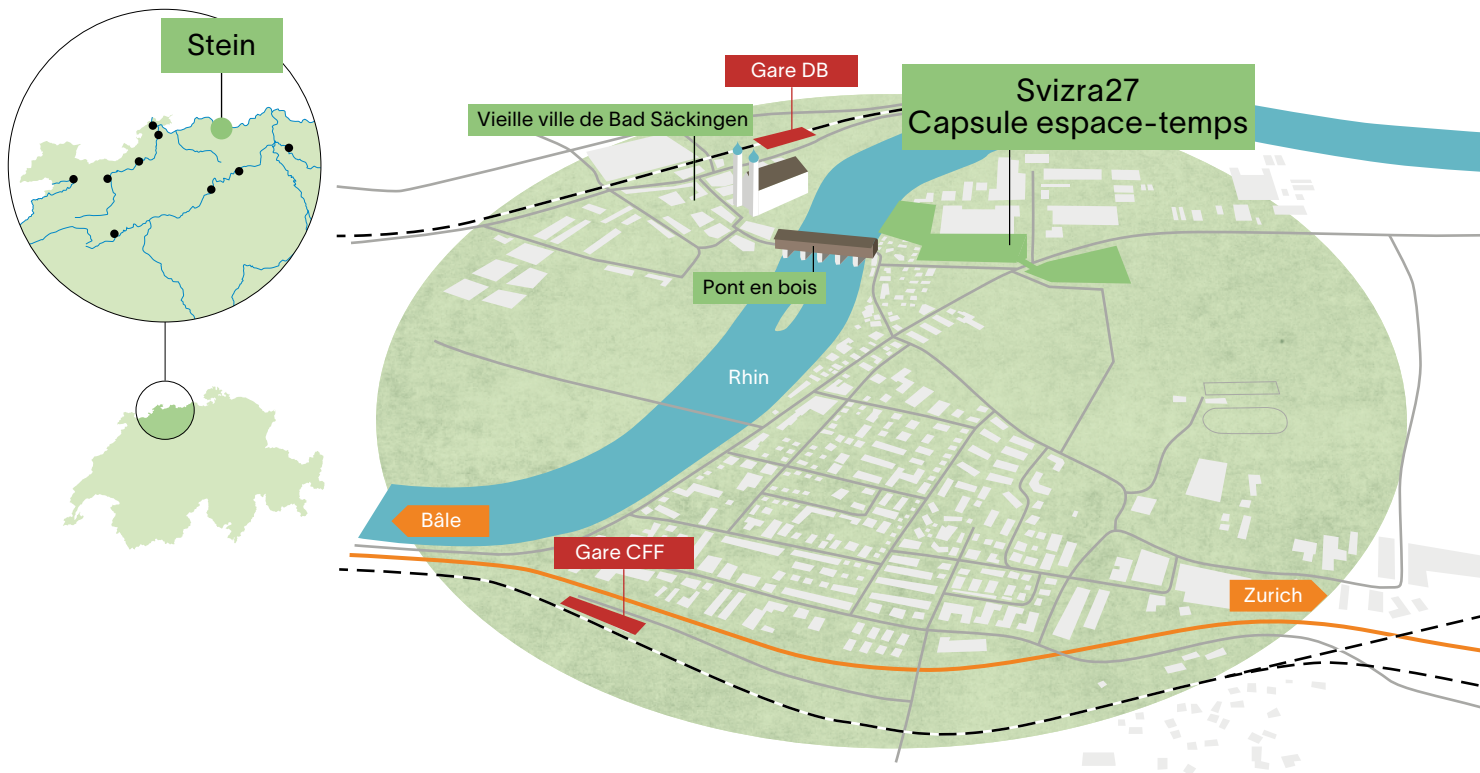 Stein
Gare DB
Svizra27
Capsule espace-temps
Vieille ville de Bad Säckingen
Pont en bois
Rhin
Bâle
Gare CFF
Zurich